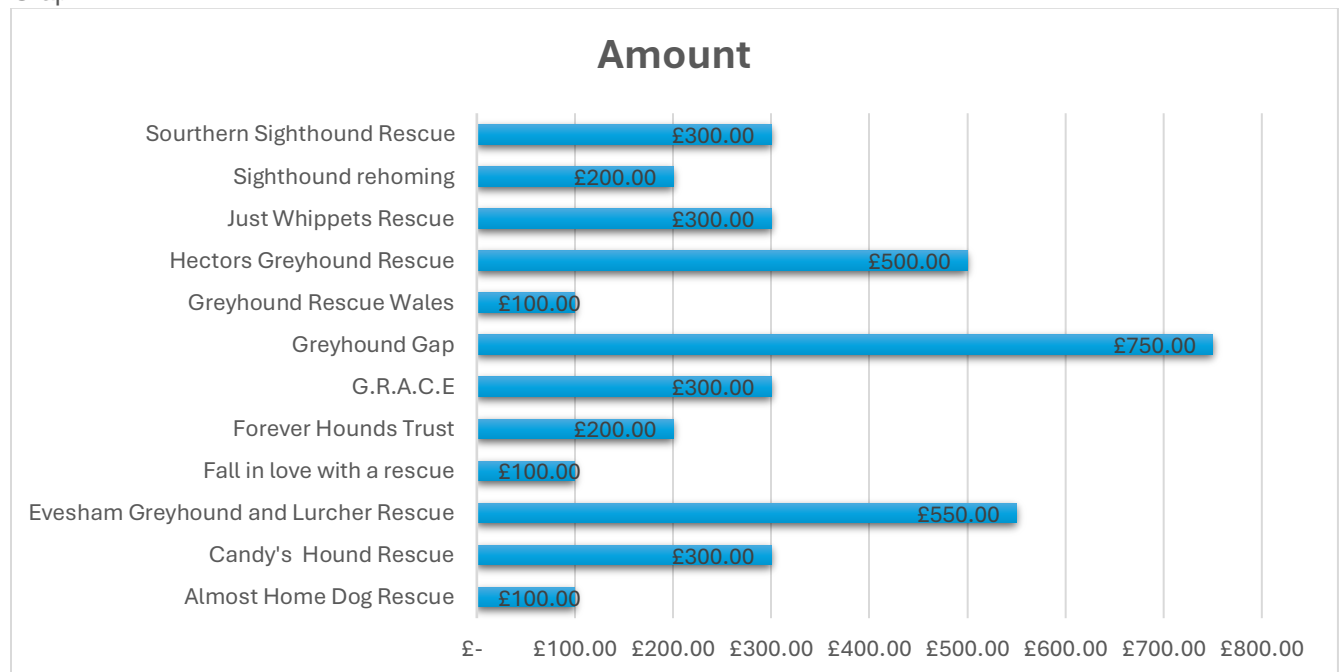 Amount
Sourthern Sighthound Rescue £300.00
Sighthound rehoming £200.00
Just Whippets Rescue £300.00
Hectors Greyhound Rescue £500.00
Greyhound Rescue Wales £100.00
Greyhound Gap £750.00
G.R.A.C.E £300.00
Forever Hounds Trust £200.00
Fall in love with a rescue £100.00
Evesham Greyhound and Lurcher Rescue £550.00
Candy's  Hound Rescue £300.00
Almost Home Dog Rescue £100.00
£- £100.00 £200.00 £300.00 £400.00 £500.00 £600.00 £700.00 £800.00